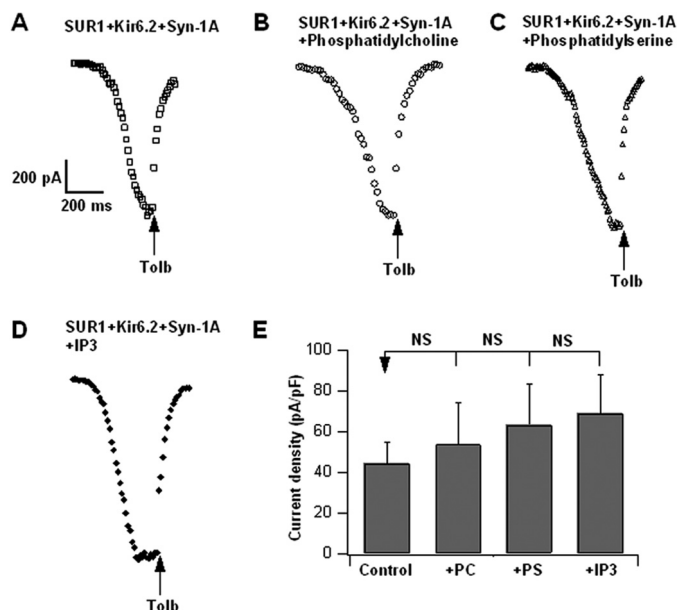 A
SUR1+Kir6.2+Syn-1A
B
SUR1+Kir6.2+Syn-1A
+Phosphatidylcholine
C
SUR1+Kir6.2+Syn-1A
+Phosphatidylserine
200 pA
200 ms
Tolb
Tolb
Tolb
D
SUR1+Kir6.2+Syn-1A
+IP3
Tolb
E
NS
NS
NS
Current density (pA/pF)
100
80
60
40
20
0
Control
+PC
+PS
+IP3